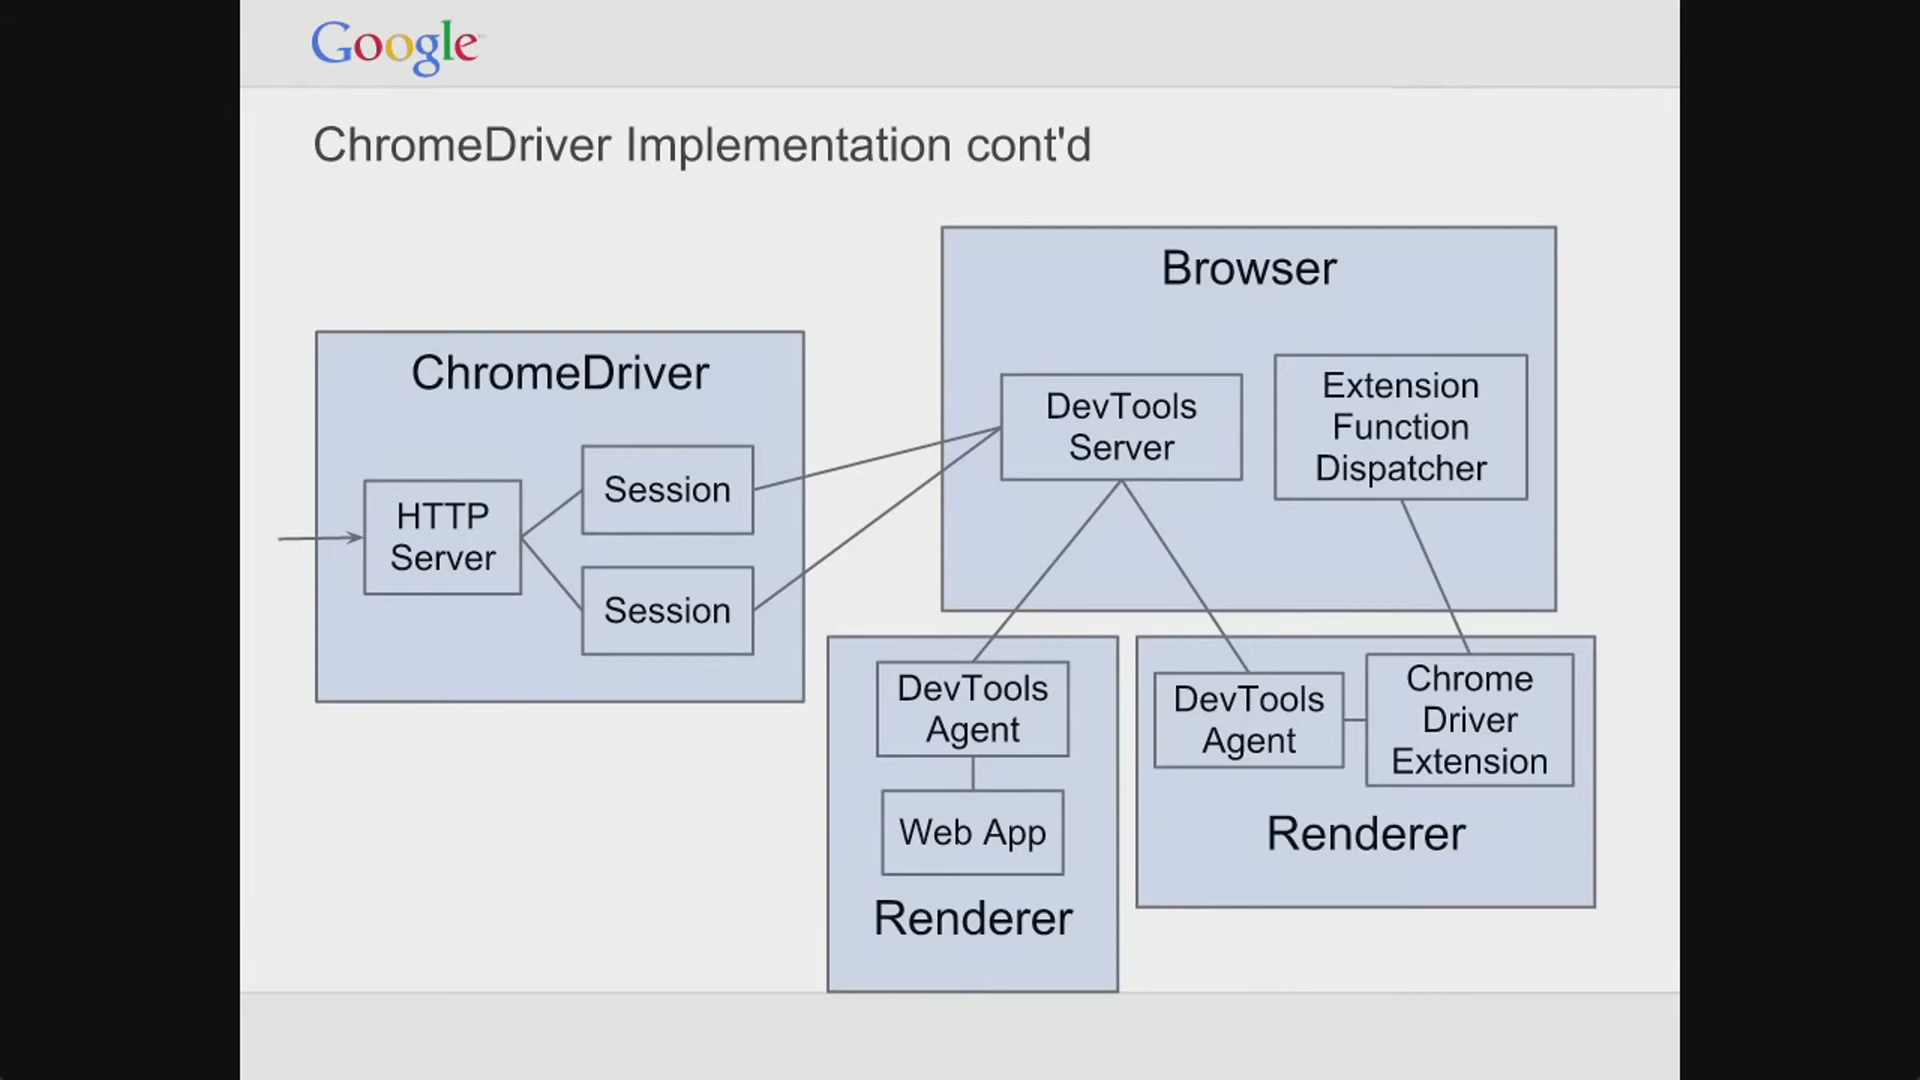 Google
ChromeDriver Implementation cont'd
Browser
ChromeDriver
DevTools
Server
Extension
Function
Dispatcher
HTTP
Server
Session
Session
DevTools
Agent
Web App
Renderer
DevTools
Agent
Chrome
Driver
Extension
Renderer